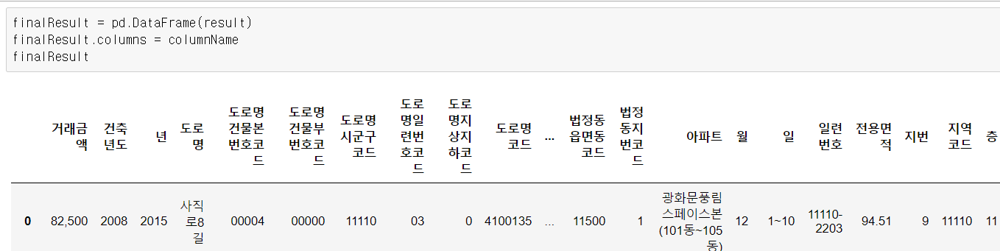 finalResult = pd.DataFrame(result)
finalResult.columns = columnName
finalResult
거래금액 건축년도 년 도로명 도로명건물본번호코드 도로명건물부번호코드 도로명시군구코드 도로명일련번호코드 도로명지상지하코드 도로명코드 ... 법정동읍면동코드 법정동지번코드 아파트 월 일 일련번호 전용면적 지번 지역코드 층
0 82,500 2008 2015 사직로8길 00004 00000 11110 03 0 4100135 ... 11500 1 광화문풍림스페이스본(101동~105동) 12 1~10 11110-2203 94.51 9 11110 11